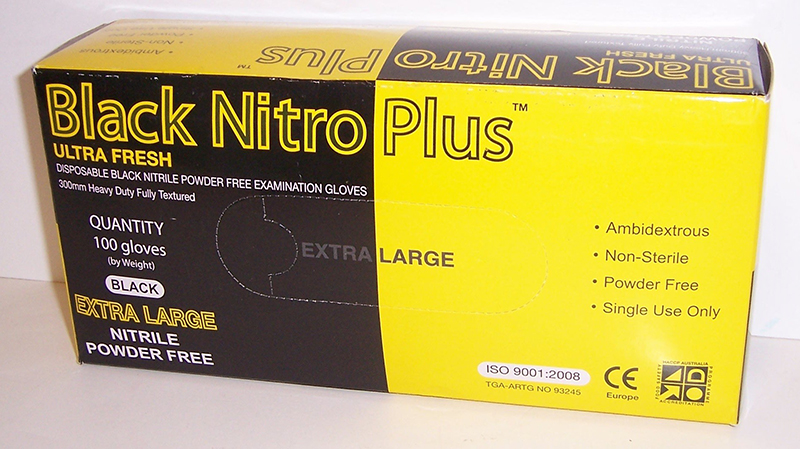 • Ambidextrous
• Non-Sterile
Black Nitro Plus™
ULTRA FRESH
Black Nitro Plus™
ULTRA FRESH
DISPOSABLE BLACK NITRILE POWDER FREE EXAMINATION GLOVES
300mm Heavy Duty Fully Textured
QUANTITY
100 gloves
(by Weight)
BLACK
EXTRA LARGE
NITRILE
POWDER FREE
EXTRA LARGE
• Ambidextrous
• Non-Sterile
• Powder Free
• Single Use Only
ISO 9001:2008
TGA-ARTG NO 93245
CE
Europe
HACCP AUSTRALIA
ACCREDITATION